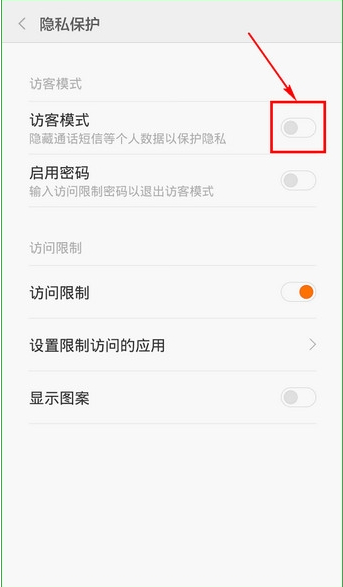 隐私保护
访客模式
访客模式
隐藏通话短信等个人数据以保护隐私
启用密码
输入访问限制密码以退出访客模式
访问限制
访问限制
设置限制访问的应用
显示图案